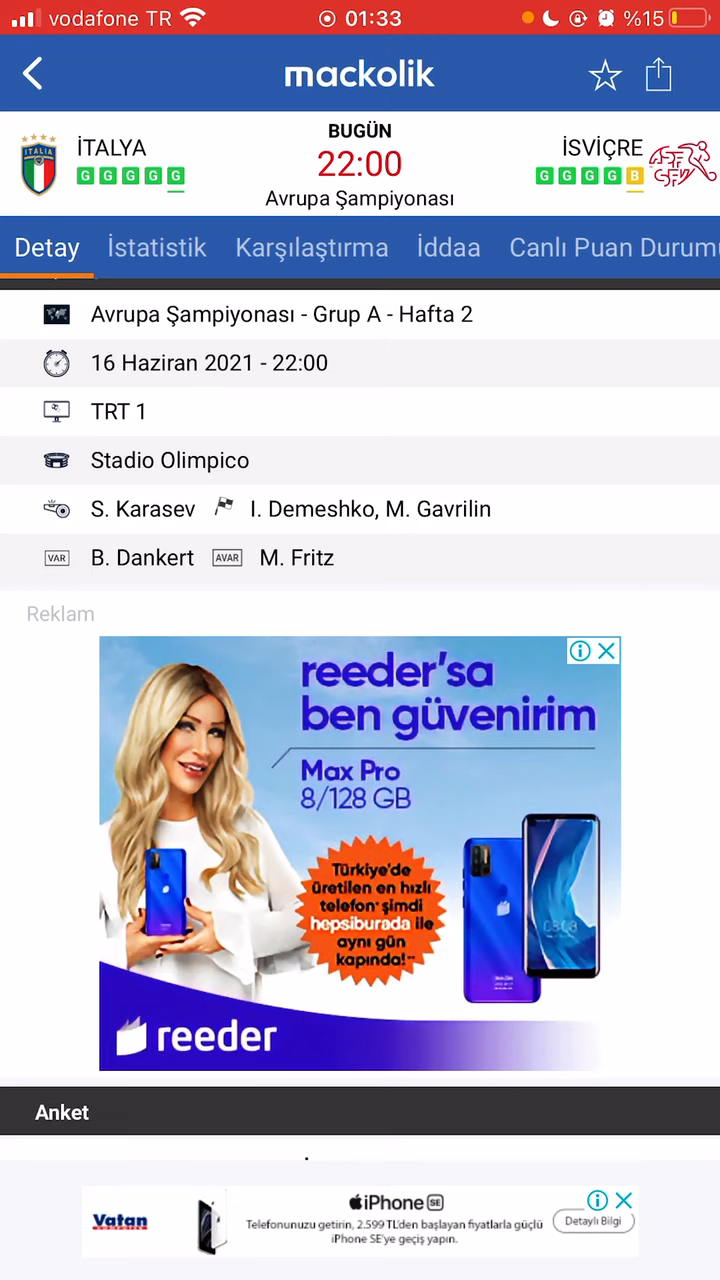 vodafone TR 01:33 %15
mackolik
BUGÜN
İTALYA 22:00 İSVİÇRE
G G G G G G G G G B
Avrupa Şampiyonası
Detay İstatistik Karşılaştırma İddaa Canlı Puan Durum
Avrupa Şampiyonası - Grup A - Hafta 2
16 Haziran 2021 - 22:00
TRT 1
Stadio Olimpico
S. Karasev I. Demeshko, M. Gavrilin
VAR B. Dankert AVAR M. Fritz
Reklam
reeder'sa
ben güvenirim
Max Pro
8/128 GB
Türkiye'de
üretilen en hızlı
telefon* şimdi
hepsiburada ile
aynı gün
kapında!**
reeder
Anket
iPhone SE
Vatan
Telefonunuzu getirin, 2.599 TL'den başlayan fiyatlarla güçlü
iPhone SE'ye geçiş yapın.
Detaylı Bilgi